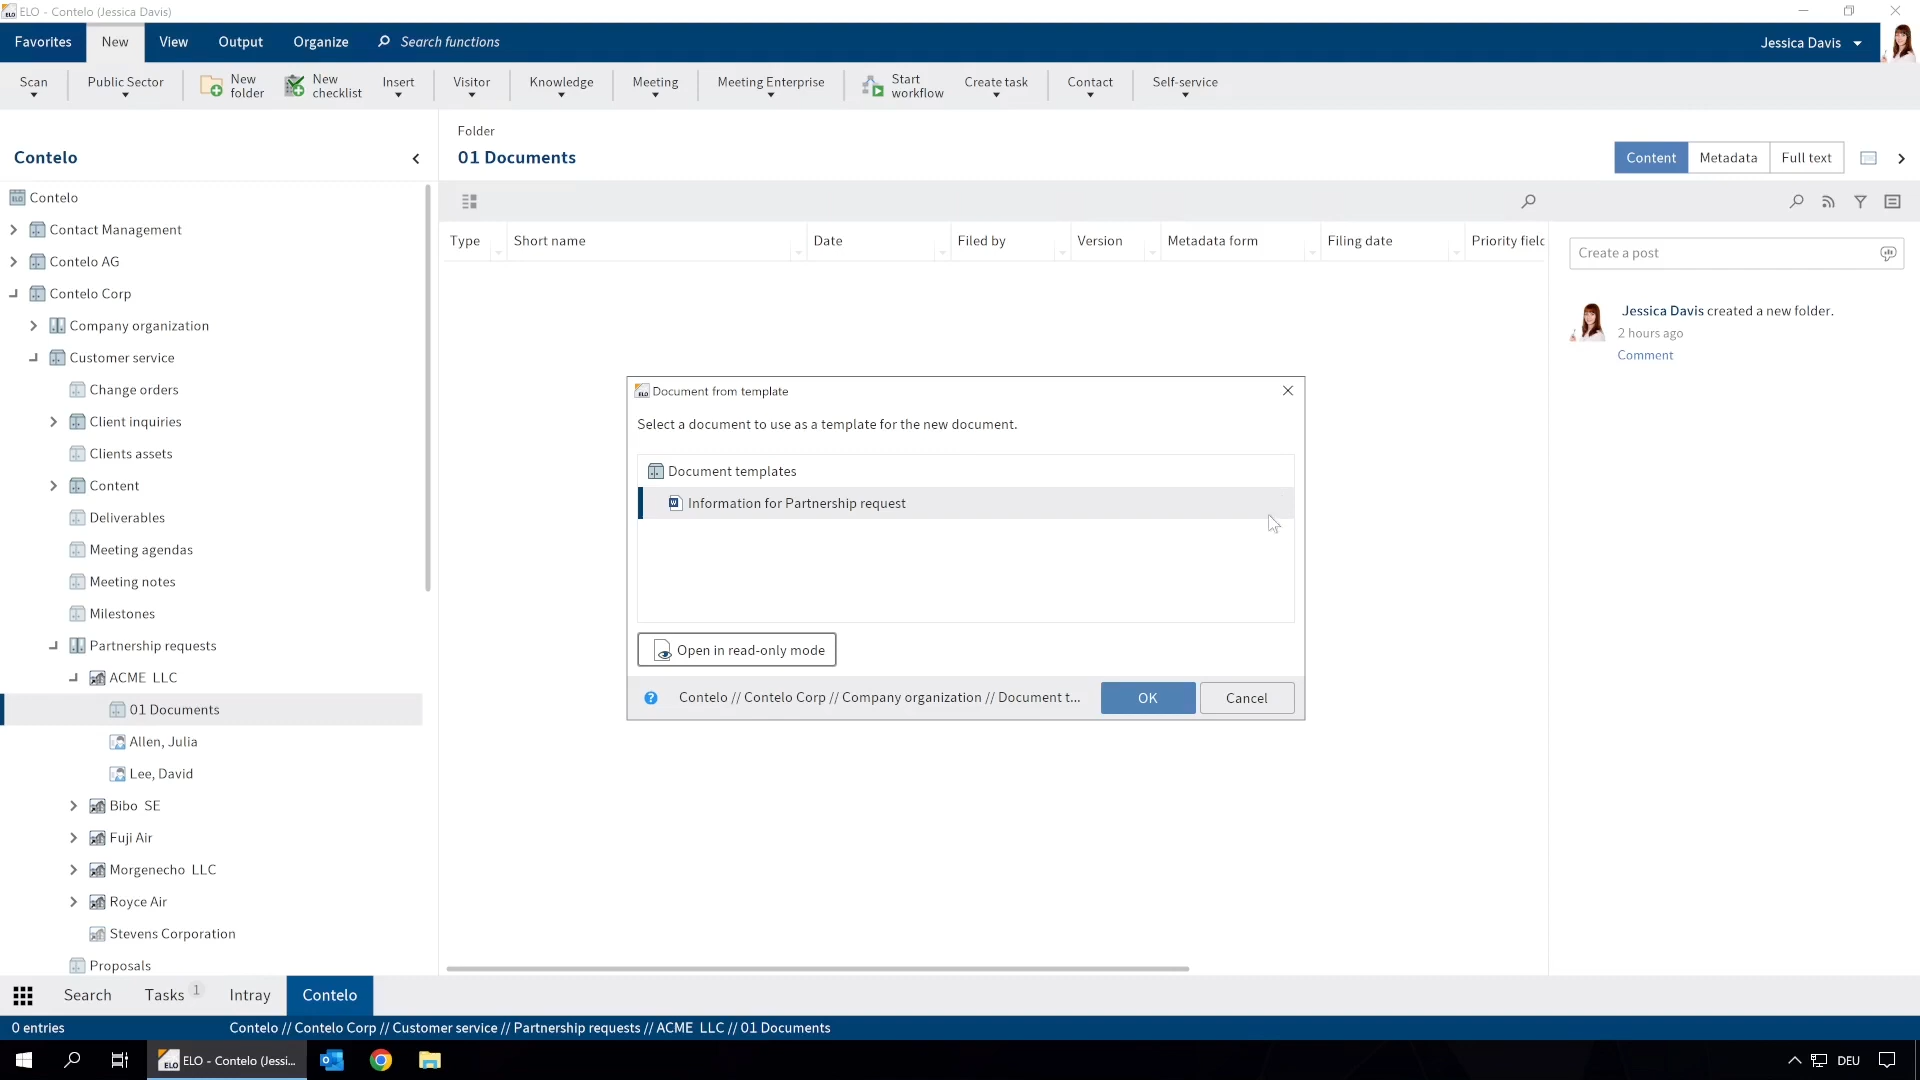 ELO - Contelo (Jessica Davis)
Favorites New View Output Organize Search functions Jessica Davis
Scan Public Sector New folder New checklist Insert Visitor Knowledge Meeting Meeting Enterprise Start workflow Create task Contact Self-service
Contelo
Folder
01 Documents
Content Metadata Full text
Contelo
Contact Management
Contelo AG
Contelo Corp
Company organization
Customer service
Change orders
Client inquiries
Clients assets
Content
Deliverables
Meeting agendas
Meeting notes
Milestones
Partnership requests
ACME LLC
01 Documents
Allen, Julia
Lee, David
Bibo SE
Fuji Air
Morgenecho LLC
Royce Air
Stevens Corporation
Proposals
Type Short name Date Filed by Version Metadata form Filing date Priority fielc
Create a post
Jessica Davis created a new folder.
2 hours ago
Comment
Document from template
Select a document to use as a template for the new document.
Document templates
Information for Partnership request
Open in read-only mode
Contelo // Contelo Corp // Company organization // Document t... OK Cancel
Search Tasks 1 Intray Contelo
0 entries Contelo // Contelo Corp // Customer service // Partnership requests // ACME LLC // 01 Documents
ELO - Contelo (Jessi... DEU